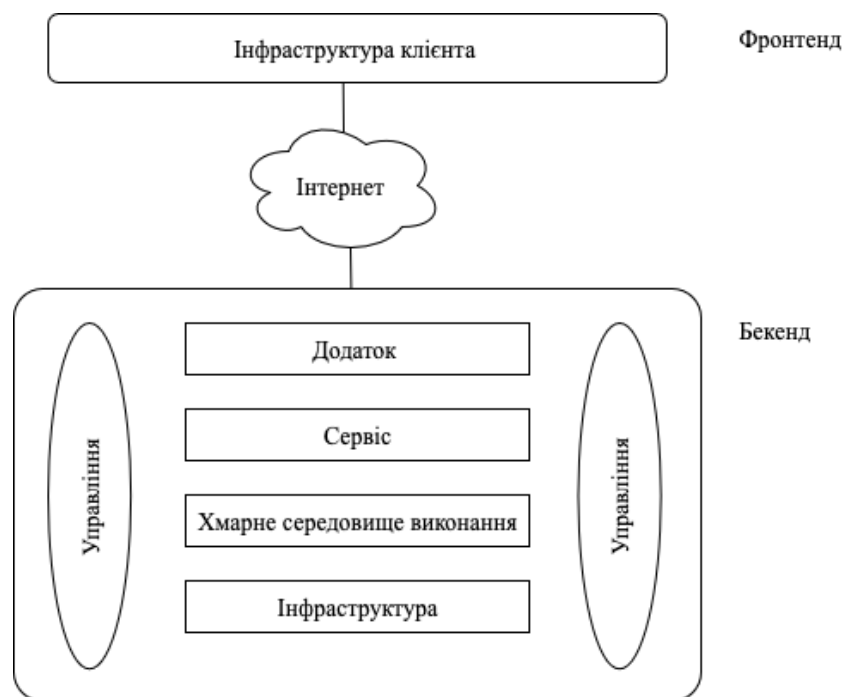 Інфраструктура клієнта
Фронтенд
Інтернет
Бекенд
Додаток
Сервіс
Хмарне середовище виконання
Інфраструктура
Управління
Управління